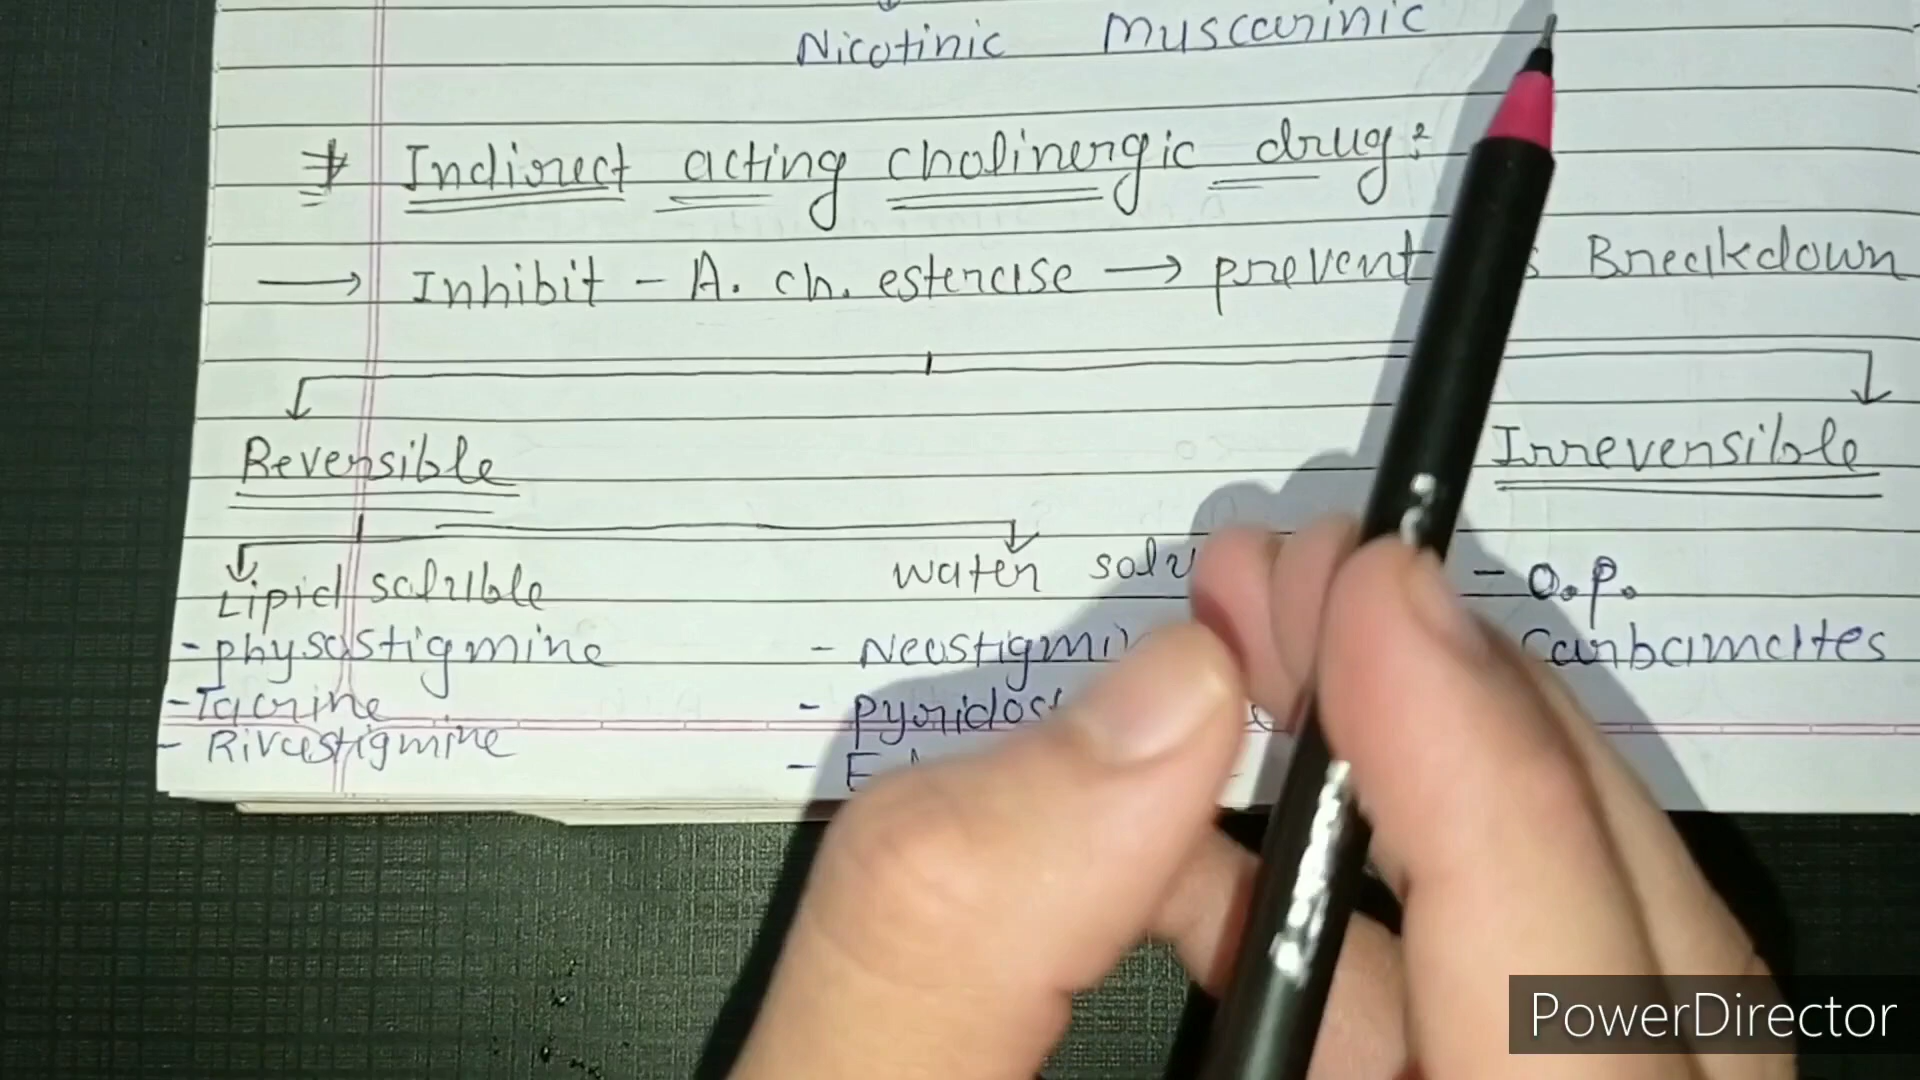 Nicotinic Muscarinic
⇒ Indirect acting cholinergic drug:
→ Inhibit - A. ch. esterase → prevent Breakdown
Reversible
Irreversible
Lipid soluble
water
- O.P.
- physostigmine
Carbamates
- Tacrine
- Rivastigmine
PowerDirector